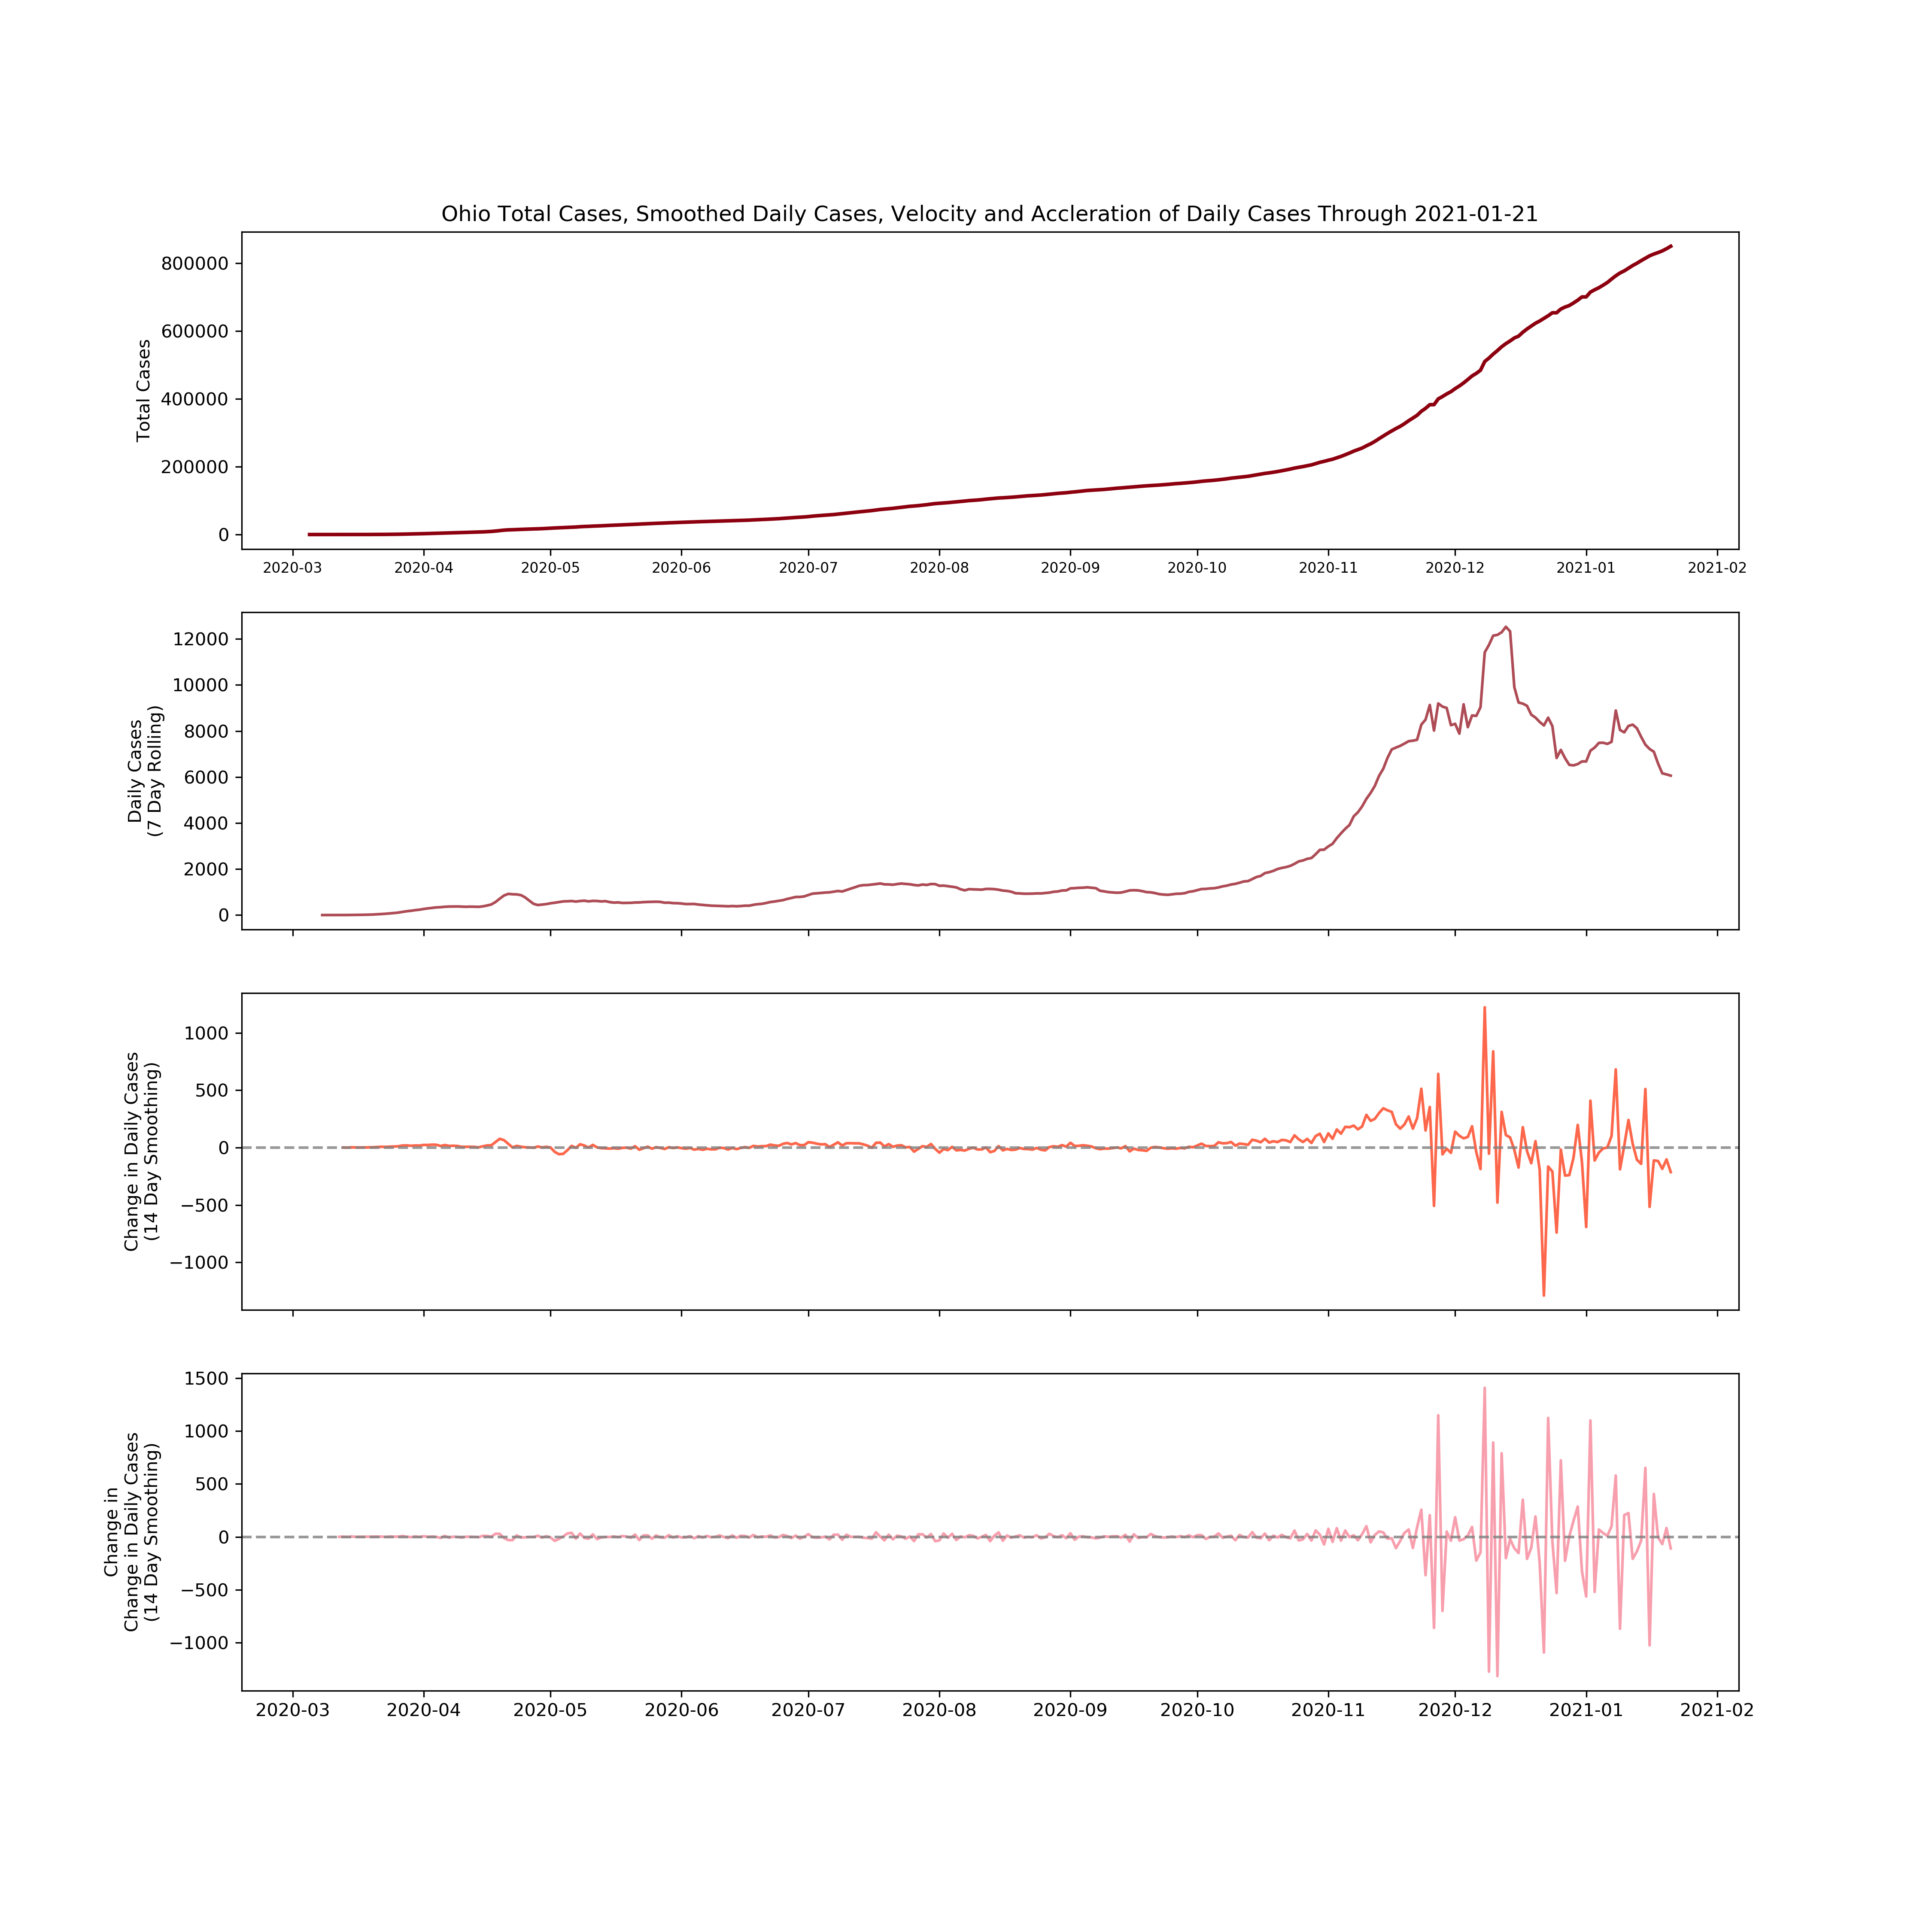 Ohio Total Cases, Smoothed Daily Cases, Velocity and Accleration of Daily Cases Through 2021-01-21
Total Cases
800000
600000
400000
200000
0
2020-03 2020-04 2020-05 2020-06 2020-07 2020-08 2020-09 2020-10 2020-11 2020-12 2021-01 2021-02
Daily Cases
(7 Day Rolling)
12000
10000
8000
6000
4000
2000
0
Change in Daily Cases
(14 Day Smoothing)
1000
500
0
−500
−1000
Change in
Change in Daily Cases
(14 Day Smoothing)
1500
1000
500
0
−500
−1000
2020-03 2020-04 2020-05 2020-06 2020-07 2020-08 2020-09 2020-10 2020-11 2020-12 2021-01 2021-02